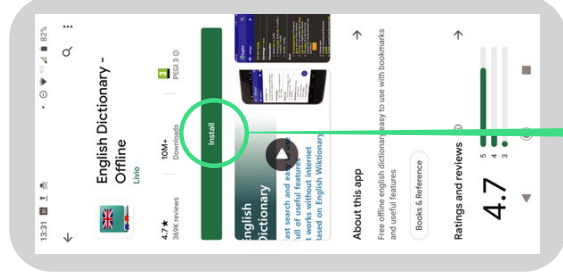 13:31
82%
English Dictionary -
Offline
Livio
4.7★
369K reviews
10M+
Downloads
3
PEGI 3
Install
English
Dictionary
ast search and easy
use
ull of useful features
t works without internet
ased on English Wiktionary
About this app
Free offline english dictionary easy to use with bookmarks
and useful features
Books & Reference
Ratings and reviews
4.7
5
4
3